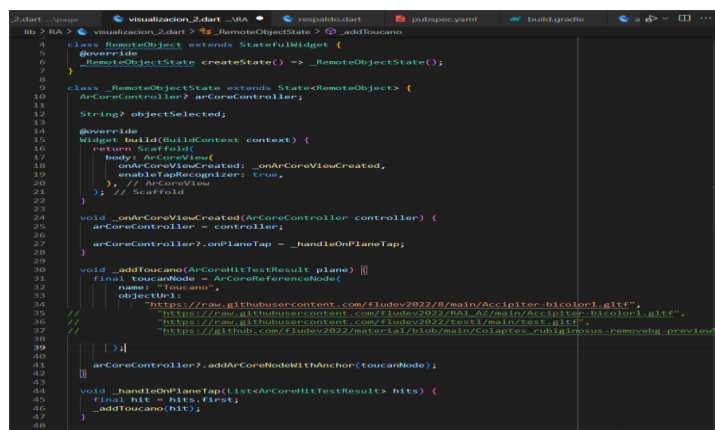 _2.dart ...\page visualizacion_2.dart ...\RA respaldo.dart pubspec.yaml build.gradle a
lib > RA > visualizacion_2.dart > _RemoteObjectState > _addToucano
4 class RemoteObject extends StatefulWidget {
5 @override
6 _RemoteObjectState createState() => _RemoteObjectState();
7 }
8
9 class _RemoteObjectState extends State<RemoteObject> {
10 ArCoreController? arCoreController;
11
12 String? objectSelected;
13
14 @override
15 Widget build(BuildContext context) {
16 return Scaffold(
17 body: ArCoreView(
18 onArCoreViewCreated: _onArCoreViewCreated,
19 enableTapRecognizer: true,
20 ), // ArCoreView
21 ); // Scaffold
22 }
23
24 void _onArCoreViewCreated(ArCoreController controller) {
25 arCoreController = controller;
26
27 arCoreController?.onPlaneTap = _handleOnPlaneTap;
28 }
29
30 void _addToucano(ArCoreHitTestResult plane) {
31 final toucanNode = ArCoreReferenceNode(
32 name: "Toucano",
33 objectUrl:
34 "https://raw.githubusercontent.com/fludev2022/8/main/Accipiter-bicolor1.gltf",
35 // "https://raw.githubusercontent.com/fludev2022/RA1_AZ/main/Accipiter-bicolor1.gltf",
36 // "https://raw.githubusercontent.com/fludev2022/test1/main/test.gltf",
37 // "https://github.com/fludev2022/material/blob/main/Colaptes_rubiginosus-removebg-preview"
38
39 );
40
41 arCoreController?.addArCoreNodeWithAnchor(toucanNode);
42 }
43
44 void _handleOnPlaneTap(List<ArCoreHitTestResult> hits) {
45 final hit = hits.first;
46 _addToucano(hit);
47 }
48